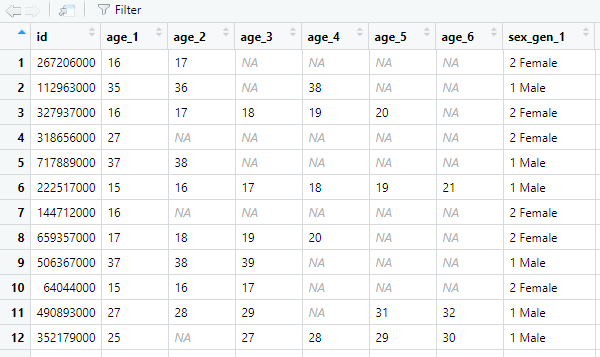 Filter
id age_1 age_2 age_3 age_4 age_5 age_6 sex_gen_1
1 267206000 16 17 NA NA NA NA 2 Female
2 112963000 35 36 NA 38 NA NA 1 Male
3 327937000 16 17 18 19 20 NA 2 Female
4 318656000 27 NA NA NA NA NA 2 Female
5 717889000 37 38 NA NA NA NA 1 Male
6 222517000 15 16 17 18 19 21 1 Male
7 144712000 16 NA NA NA NA NA 2 Female
8 659357000 17 18 19 20 NA NA 2 Female
9 506367000 37 38 39 NA NA NA 1 Male
10 64044000 15 16 17 NA NA NA 2 Female
11 490893000 27 28 29 NA 31 32 1 Male
12 352179000 25 NA 27 28 29 30 1 Male